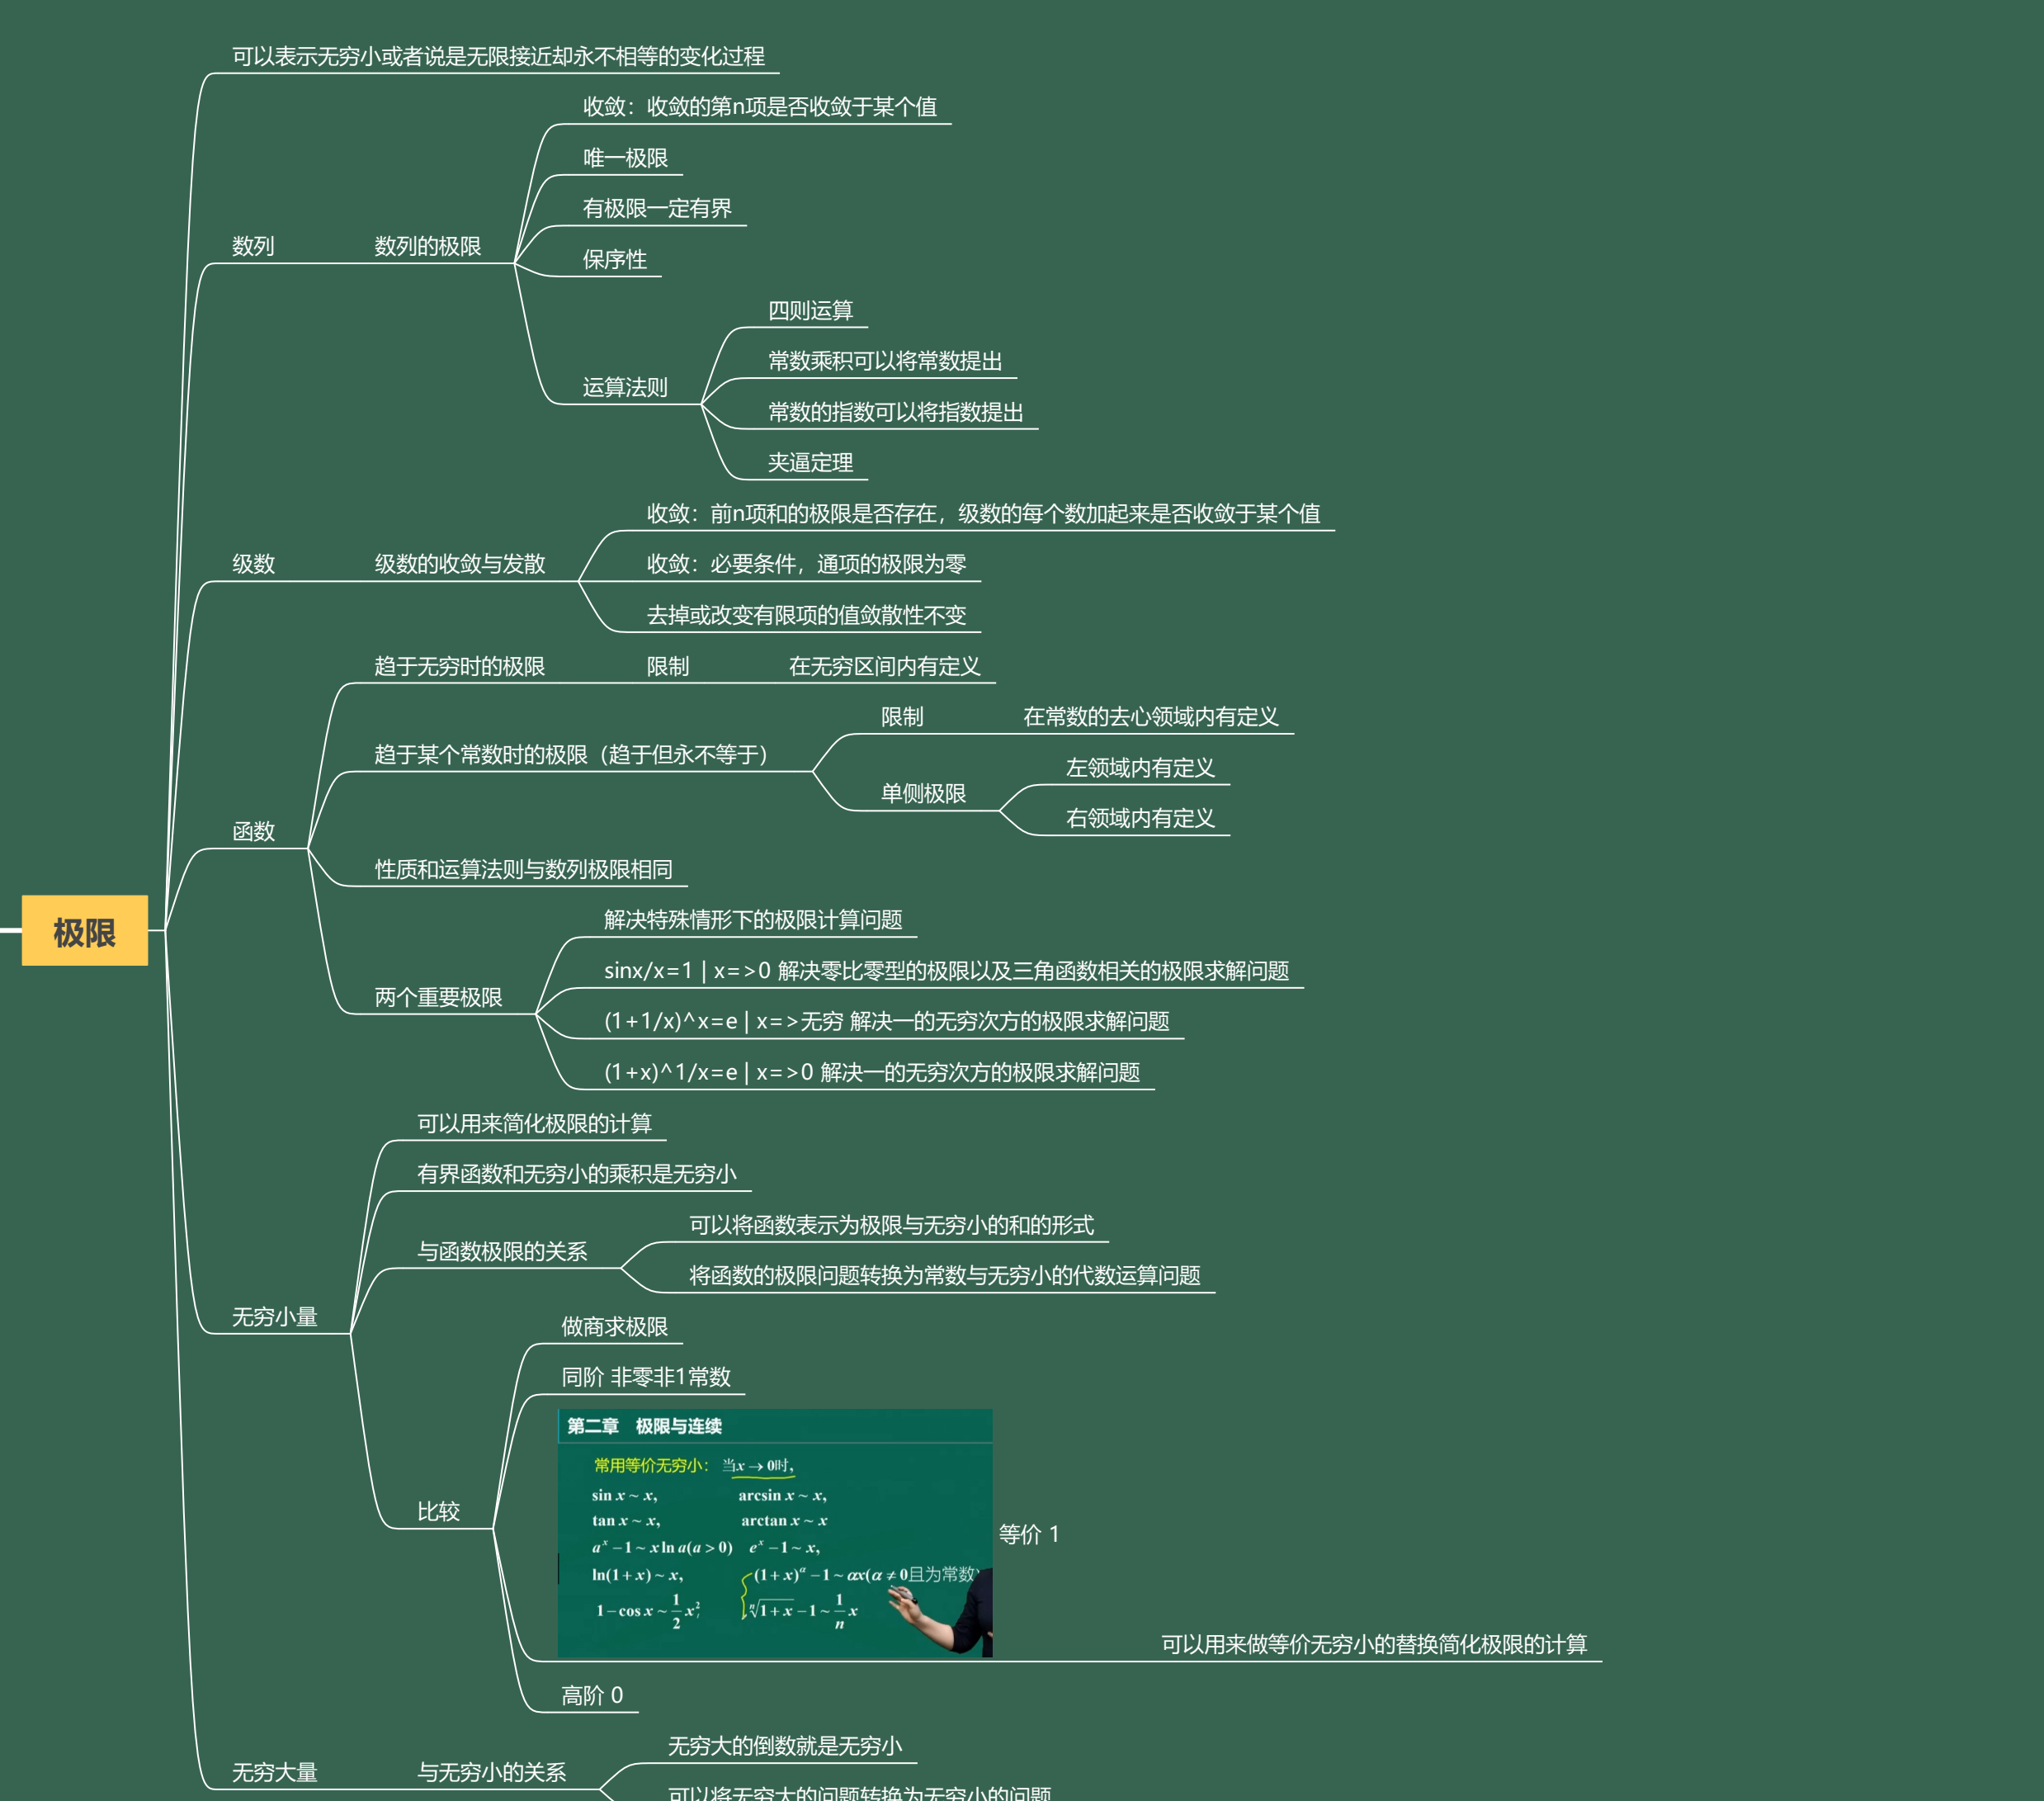 可以表示无穷小或者说是无限接近却永不相等的变化过程
收敛：收敛的第n项是否收敛于某个值
唯一极限
有极限一定有界
数列
数列的极限
保序性
四则运算
常数乘积可以将常数提出
运算法则
常数的指数可以将指数提出
夹逼定理
收敛：前n项和的极限是否存在，级数的每个数加起来是否收敛于某个值
级数
级数的收敛与发散
收敛：必要条件，通项的极限为零
去掉或改变有限项的值敛散性不变
趋于无穷时的极限
限制
在无穷区间内有定义
限制
在常数的去心领域内有定义
趋于某个常数时的极限（趋于但永不等于）
左领域内有定义
单侧极限
右领域内有定义
函数
性质和运算法则与数列极限相同
极限
解决特殊情形下的极限计算问题
sinx/x=1 | x=>0 解决零比零型的极限以及三角函数相关的极限求解问题
两个重要极限
(1+1/x)^x=e | x=>无穷 解决一的无穷次方的极限求解问题
(1+x)^1/x=e | x=>0 解决一的无穷次方的极限求解问题
可以用来简化极限的计算
有界函数和无穷小的乘积是无穷小
可以将函数表示为极限与无穷小的和的形式
与函数极限的关系
将函数的极限问题转换为常数与无穷小的代数运算问题
无穷小量
做商求极限
同阶 非零非1常数
第二章 极限与连续
常用等价无穷小： 当x → 0时,
sin x ~ x, arcsin x ~ x,
tan x ~ x, arctan x ~ x
比较
等价 1
a^x − 1 ~ x ln a(a > 0) e^x − 1 ~ x,
ln(1 + x) ~ x, (1 + x)^α − 1 ~ αx(α ≠ 0且为常数)
1 − cos x ~ 1/2 x², ⁿ√1 + x − 1 ~ 1/n x
可以用来做等价无穷小的替换简化极限的计算
高阶 0
无穷大的倒数就是无穷小
无穷大量
与无穷小的关系
可以将无穷大的问题转换为无穷小的问题